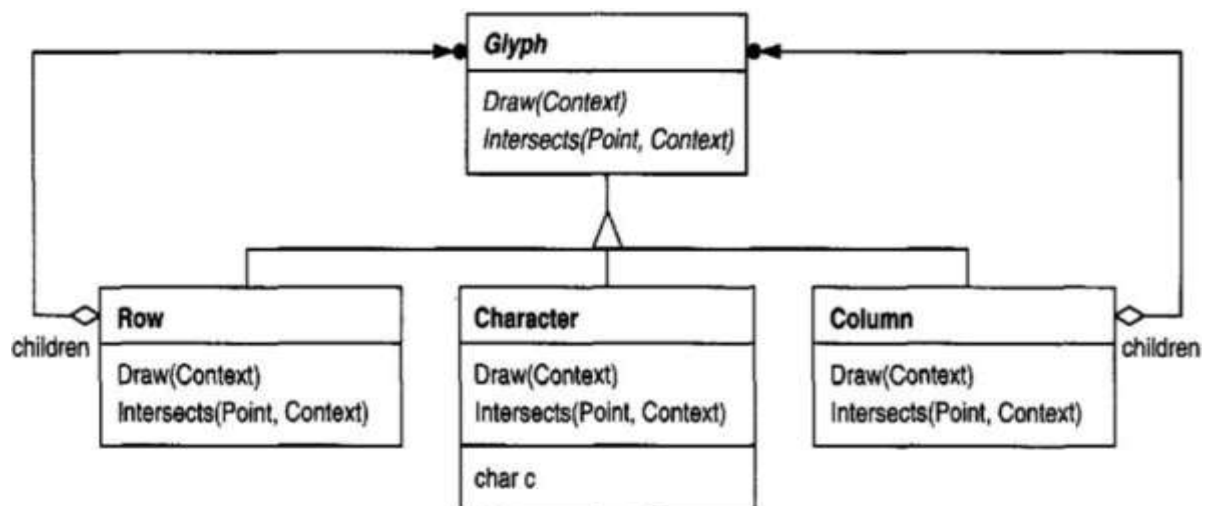 Glyph
Draw(Context)
Intersects(Point, Context)
Row
Draw(Context)
Intersects(Point, Context)
children
Character
Draw(Context)
Intersects(Point, Context)
char c
Column
Draw(Context)
Intersects(Point, Context)
children